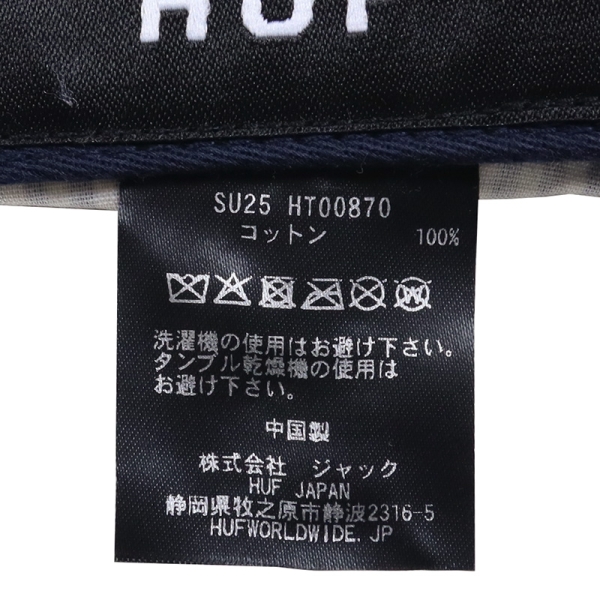 HUF
SU25 HT00870
コットン 100%
洗濯機の使用はお避け下さい。
タンブル乾燥機の使用は
お避け下さい。
中国製
株式会社 ジャック
HUF JAPAN
静岡県牧之原市静波2316-5
HUFWORLDWIDE.JP